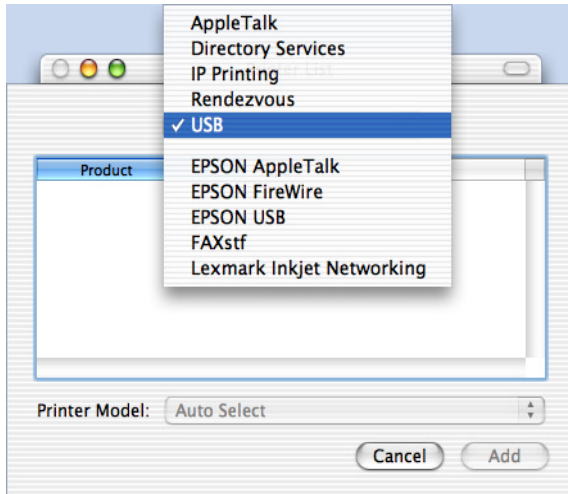 AppleTalk
Directory Services
IP Printing
Rendezvous
✓ USB
EPSON AppleTalk
EPSON FireWire
EPSON USB
FAXstf
Lexmark Inkjet Networking
Product
Printer Model: Auto Select
Cancel Add